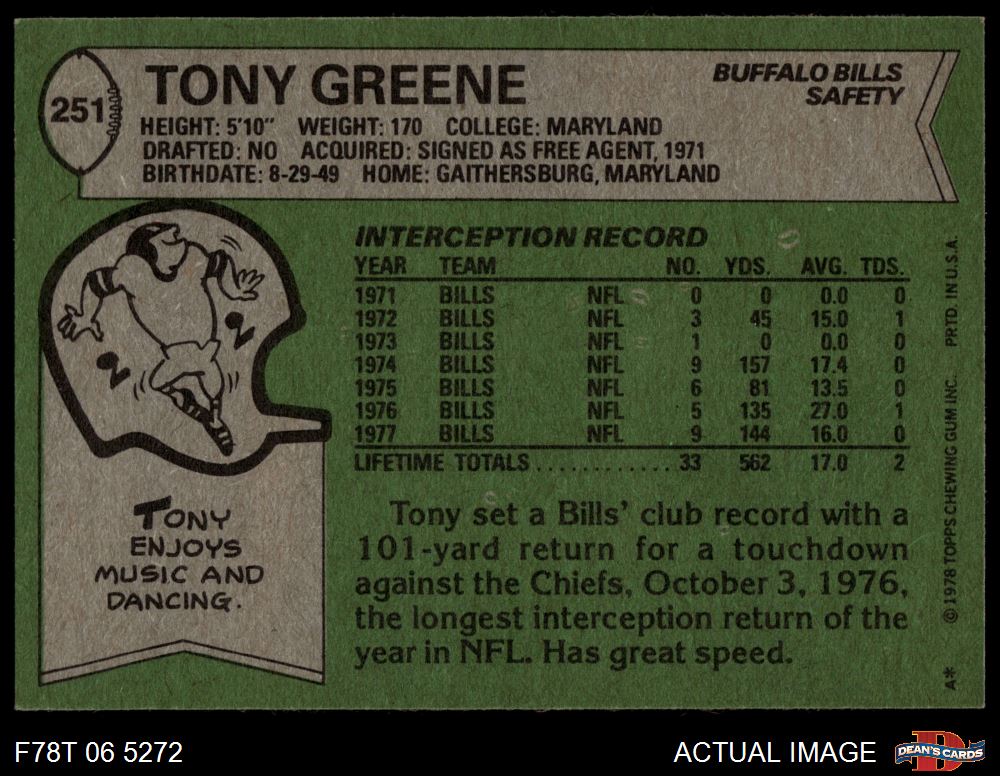 251
TONY GREENE
BUFFALO BILLS
SAFETY
HEIGHT: 5'10" WEIGHT: 170 COLLEGE: MARYLAND
DRAFTED: NO ACQUIRED: SIGNED AS FREE AGENT, 1971
BIRTHDATE: 8-29-49 HOME: GAITHERSBURG, MARYLAND
INTERCEPTION RECORD
YEAR TEAM NO. YDS. AVG. TDS.
1971 BILLS NFL 0 0 0.0 0
1972 BILLS NFL 3 45 15.0 1
1973 BILLS NFL 1 0 0.0 0
1974 BILLS NFL 9 157 17.4 0
1975 BILLS NFL 6 81 13.5 0
1976 BILLS NFL 5 135 27.0 1
1977 BILLS NFL 9 144 16.0 0
LIFETIME TOTALS............ 33 562 17.0 2
TONY
ENJOYS
MUSIC AND
DANCING.
Tony set a Bills' club record with a
101-yard return for a touchdown
against the Chiefs, October 3, 1976,
the longest interception return of the
year in NFL. Has great speed.
A* © 1978 TOPPS CHEWING GUM INC. PRTD. IN U.S.A.
F78T 06 5272
ACTUAL IMAGE
D
DEAN'S CARDS